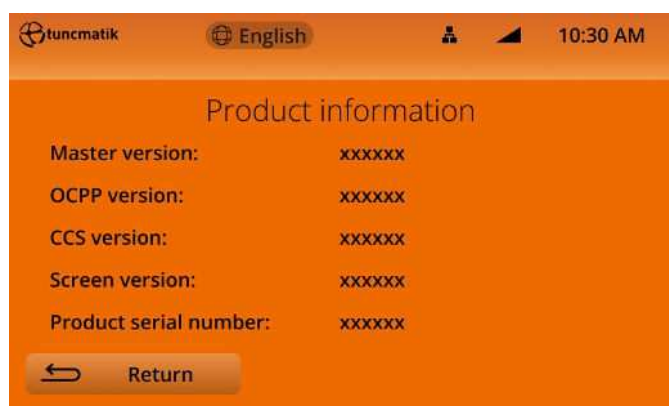 tuncmatik English 10:30 AM
Product information
Master version: xxxxxx
OCPP version: xxxxxx
CCS version: xxxxxx
Screen version: xxxxxx
Product serial number: xxxxxx
Return